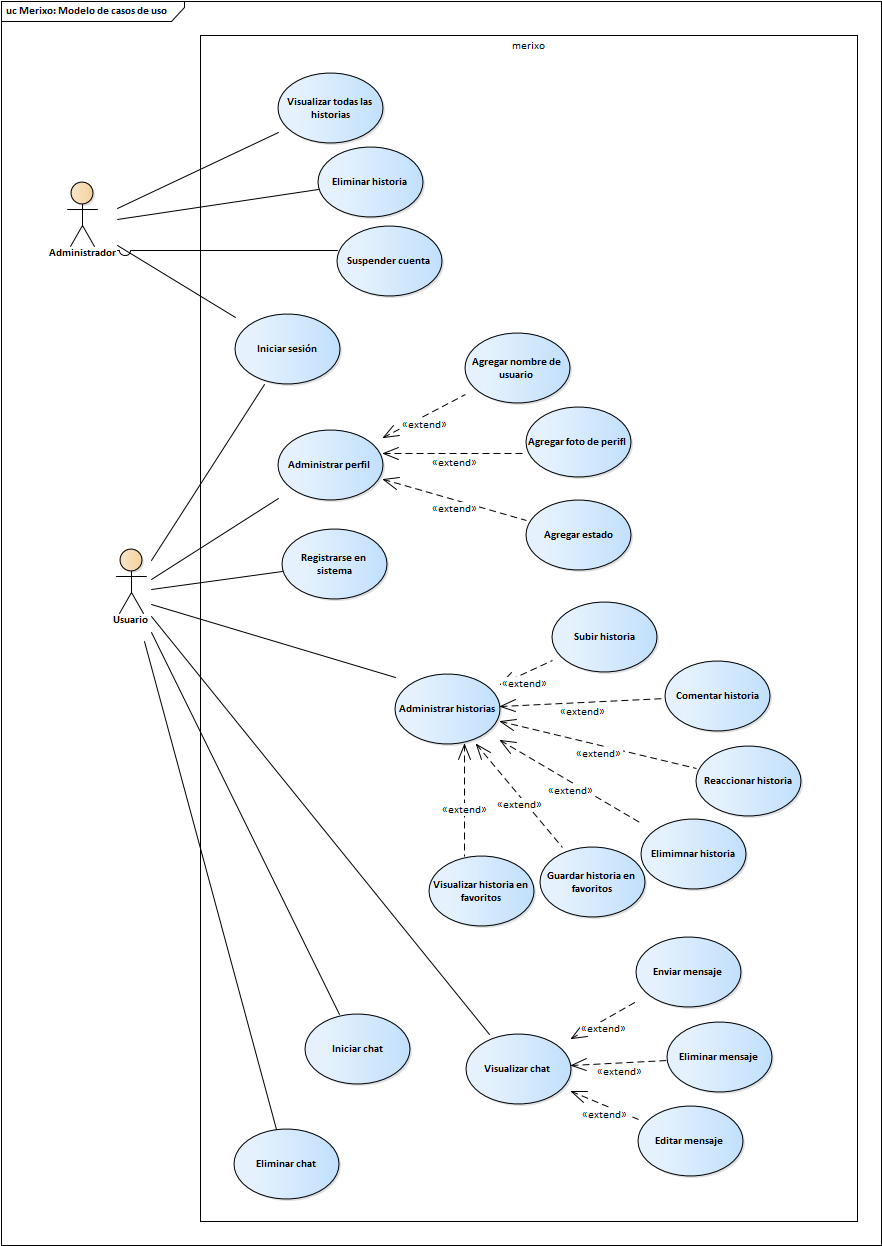 uc Merixo: Modelo de casos de uso
merixo
Visualizar todas las
historias
Eliminar historia
Administrador
Suspender cuenta
Iniciar sesión
Agregar nombre de
usuario
«extend»
Agregar foto de perifl
Administrar perfil
«extend»
«extend»
Agregar estado
Registrarse en
sistema
Usuario
Subir historia
«extend»
Comentar historia
Administrar historias
«extend»
«extend»
Reaccionar historia
«extend»
«extend»
«extend»
Elimimnar historia
Visualizar historia en
favoritos
Guardar historia en
favoritos
Enviar mensaje
«extend»
Iniciar chat
Eliminar mensaje
Visualizar chat
«extend»
«extend»
Editar mensaje
Eliminar chat